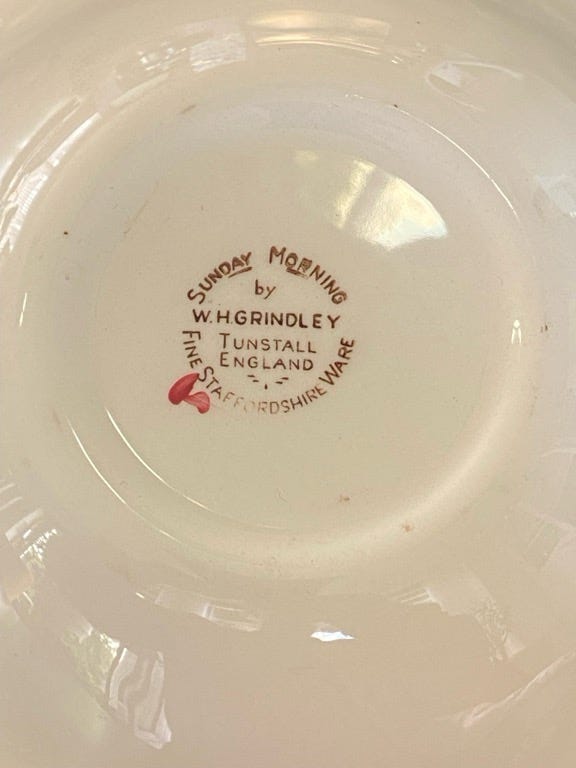 SUNDAY MORNING
by
W.H.GRINDLEY
TUNSTALL
ENGLAND
FINE STAFFORDSHIRE WARE